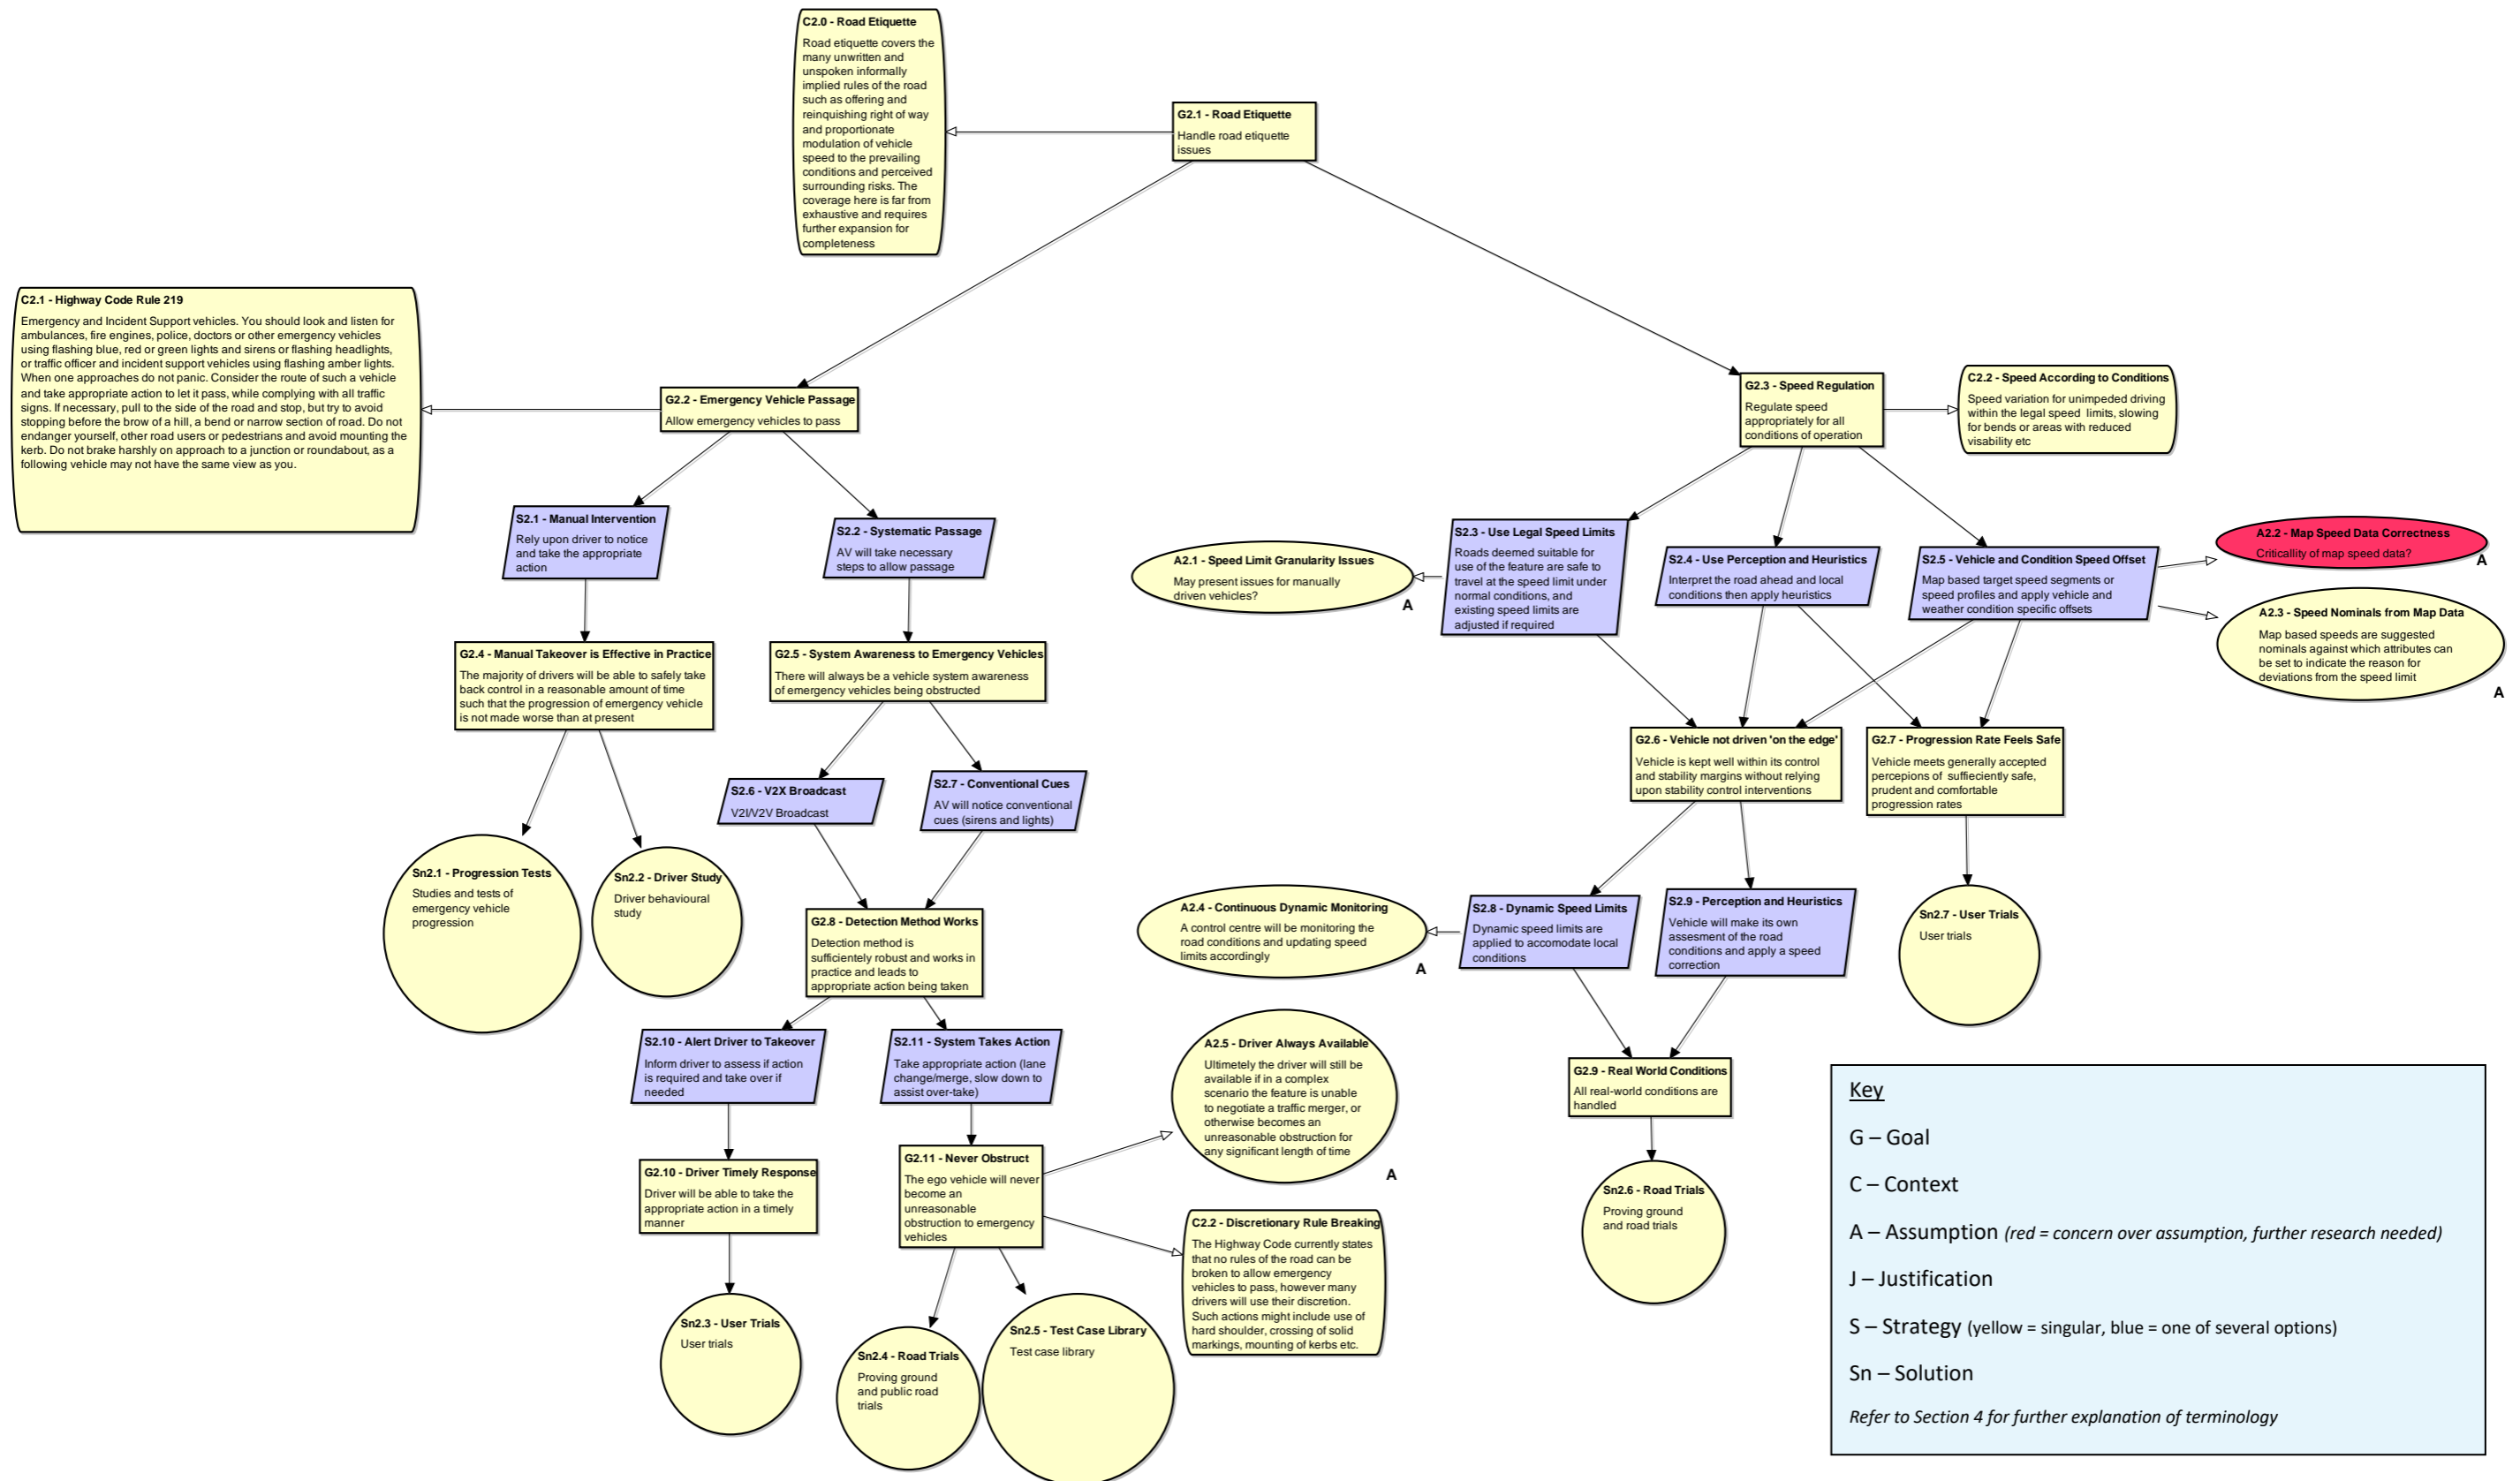 C2.0 - Road Etiquette
Road etiquette covers the
many unwritten and
unspoken informally
implied rules of the road
such as offering and
reinquishing right of way
and proportionate
modulation of vehicle
speed to the prevailing
conditions and perceived
surrounding risks. The
coverage here is far from
exhaustive and requires
further expansion for
completeness
G2.1 - Road Etiquette
Handle road etiquette
issues
C2.1 - Highway Code Rule 219
Emergency and Incident Support vehicles. You should look and listen for
ambulances, fire engines, police, doctors or other emergency vehicles
using flashing blue, red or green lights and sirens or flashing headlights,
or traffic officer and incident support vehicles using flashing amber lights.
When one approaches do not panic. Consider the route of such a vehicle
and take appropriate action to let it pass, while complying with all traffic
signs. If necessary, pull to the side of the road and stop, but try to avoid
stopping before the brow of a hill, a bend or narrow section of road. Do not
endanger yourself, other road users or pedestrians and avoid mounting the
kerb. Do not brake harshly on approach to a junction or roundabout, as a
following vehicle may not have the same view as you.
G2.2 - Emergency Vehicle Passage
Allow emergency vehicles to pass
G2.3 - Speed Regulation
Regulate speed
appropriately for all
conditions of operation
C2.2 - Speed According to Conditions
Speed variation for unimpeded driving
within the legal speed limits, slowing
for bends or areas with reduced
visability etc
S2.1 - Manual Intervention
Rely upon driver to notice
and take the appropriate
action
S2.2 - Systematic Passage
AV will take necessary
steps to allow passage
A2.1 - Speed Limit Granularity Issues
May present issues for manually
driven vehicles?
A
S2.3 - Use Legal Speed Limits
Roads deemed suitable for
use of the feature are safe to
travel at the speed limit under
normal conditions, and
existing speed limits are
adjusted if required
S2.4 - Use Perception and Heuristics
Interpret the road ahead and local
conditions then apply heuristics
S2.5 - Vehicle and Condition Speed Offset
Map based target speed segments or
speed profiles and apply vehicle and
weather condition specific offsets
A2.2 - Map Speed Data Correctness
Criticallity of map speed data?
A
A2.3 - Speed Nominals from Map Data
Map based speeds are suggested
nominals against which attributes can
be set to indicate the reason for
deviations from the speed limit
A
G2.4 - Manual Takeover is Effective in Practice
The majority of drivers will be able to safely take
back control in a reasonable amount of time
such that the progression of emergency vehicle
is not made worse than at present
G2.5 - System Awareness to Emergency Vehicles
There will always be a vehicle system awareness
of emergency vehicles being obstructed
G2.6 - Vehicle not driven 'on the edge'
Vehicle is kept well within its control
and stability margins without relying
upon stability control interventions
G2.7 - Progression Rate Feels Safe
Vehicle meets generally accepted
percepions of suffieciently safe,
prudent and comfortable
progression rates
S2.6 - V2X Broadcast
V2I/V2V Broadcast
S2.7 - Conventional Cues
AV will notice conventional
cues (sirens and lights)
Sn2.1 - Progression Tests
Studies and tests of
emergency vehicle
progression
Sn2.2 - Driver Study
Driver behavioural
study
G2.8 - Detection Method Works
Detection method is
sufficientely robust and works in
practice and leads to
appropriate action being taken
A2.4 - Continuous Dynamic Monitoring
A control centre will be monitoring the
road conditions and updating speed
limits accordingly
A
S2.8 - Dynamic Speed Limits
Dynamic speed limits are
applied to accomodate local
conditions
S2.9 - Perception and Heuristics
Vehicle will make its own
assesment of the road
conditions and apply a speed
correction
Sn2.7 - User Trials
User trials
S2.10 - Alert Driver to Takeover
Inform driver to assess if action
is required and take over if
needed
S2.11 - System Takes Action
Take appropriate action (lane
change/merge, slow down to
assist over-take)
A2.5 - Driver Always Available
Ultimetely the driver will still be
available if in a complex
scenario the feature is unable
to negotiate a traffic merger, or
otherwise becomes an
unreasonable obstruction for
any significant length of time
A
G2.9 - Real World Conditions
All real-world conditions are
handled
G2.10 - Driver Timely Response
Driver will be able to take the
appropriate action in a timely
manner
G2.11 - Never Obstruct
The ego vehicle will never
become an
unreasonable
obstruction to emergency
vehicles
C2.2 - Discretionary Rule Breaking
The Highway Code currently states
that no rules of the road can be
broken to allow emergency
vehicles to pass, however many
drivers will use their discretion.
Such actions might include use of
hard shoulder, crossing of solid
markings, mounting of kerbs etc.
Sn2.6 - Road Trials
Proving ground
and road trials
Sn2.3 - User Trials
User trials
Sn2.4 - Road Trials
Proving ground
and public road
trials
Sn2.5 - Test Case Library
Test case library
Key
G – Goal
C – Context
A – Assumption (red = concern over assumption, further research needed)
J – Justification
S – Strategy (yellow = singular, blue = one of several options)
Sn – Solution
Refer to Section 4 for further explanation of terminology